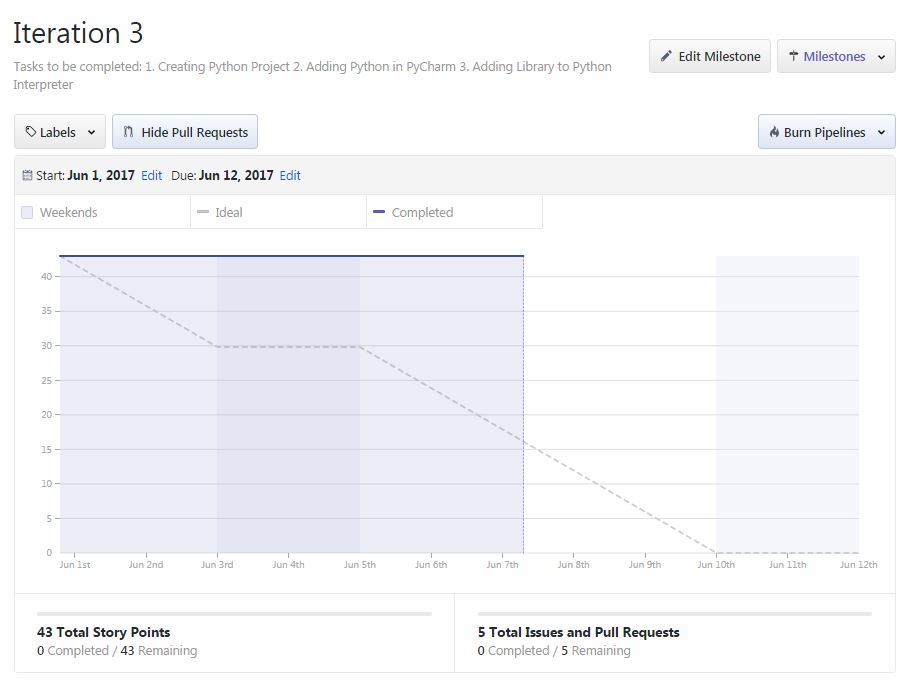 Iteration 3
Tasks to be completed: 1. Creating Python Project 2. Adding Python in PyCharm 3. Adding Library to Python
Interpreter
Edit Milestone
Milestones
Labels
Hide Pull Requests
Burn Pipelines
Start: Jun 1, 2017 Edit Due: Jun 12, 2017 Edit
Weekends
Ideal
Completed
40
35
30
25
20
15
10
5
0
Jun 1st Jun 2nd Jun 3rd Jun 4th Jun 5th Jun 6th Jun 7th Jun 8th Jun 9th Jun 10th Jun 11th Jun 12th
43 Total Story Points
0 Completed / 43 Remaining
5 Total Issues and Pull Requests
0 Completed / 5 Remaining